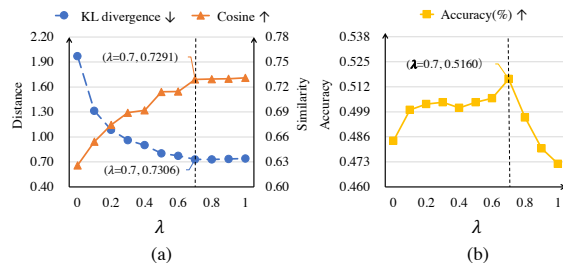 KL divergence ↓ Cosine ↑
2.20
1.90
1.60
1.30
1.00
0.70
0.40
Distance
0.78
0.75
0.72
0.69
0.66
0.63
0.60
Similarity
(λ=0.7, 0.7291)
(λ=0.7, 0.7306)
0 0.2 0.4 0.6 0.8 1
λ
(a)
Accuracy(%) ↑
0.538
0.525
0.512
0.499
0.486
0.473
0.460
Accuracy
(λ=0.7, 0.5160)
0 0.2 0.4 0.6 0.8 1
λ
(b)